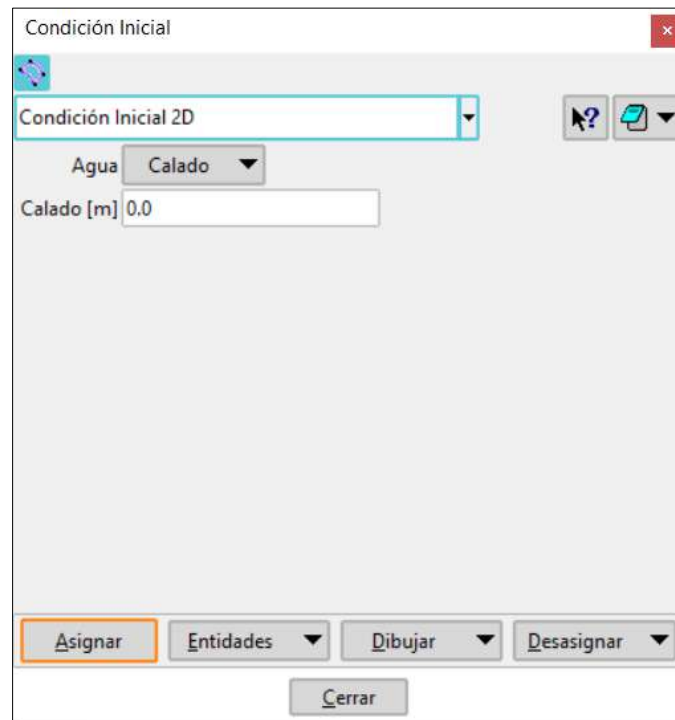 Condición Inicial
Condición Inicial 2D
Agua Calado
Calado [m] 0.0
Asignar Entidades Dibujar Desasignar
Cerrar